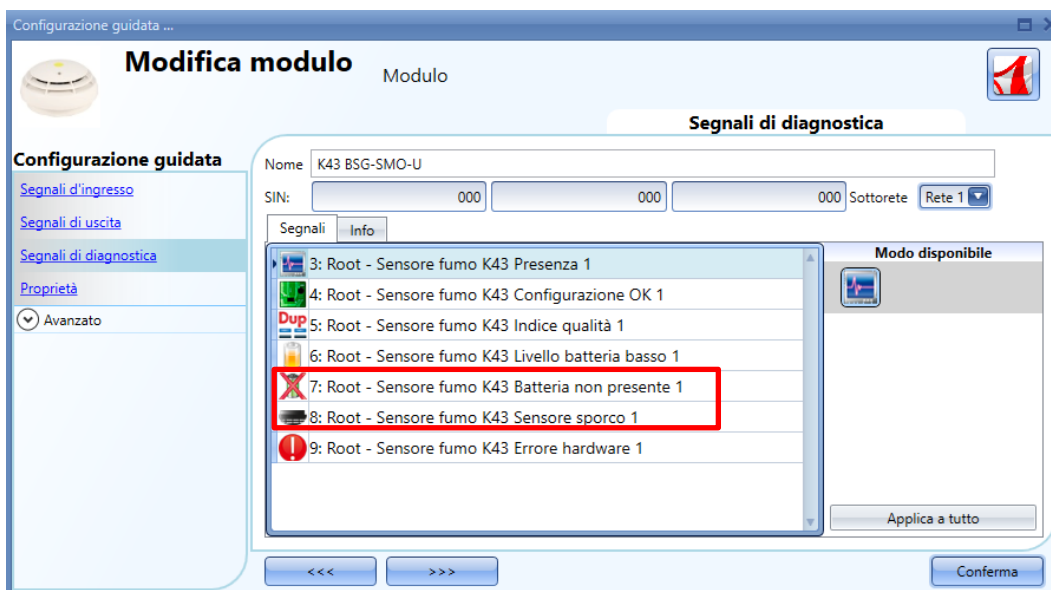 Configurazione guidata ...
Modifica modulo
Modulo
Segnali di diagnostica
Configurazione guidata
Segnali d'ingresso
Segnali di uscita
Segnali di diagnostica
Proprietà
Avanzato
Nome K43 BSG-SMO-U
SIN: 000 000 000 Sottorete Rete 1
Segnali Info
3: Root - Sensore fumo K43 Presenza 1
4: Root - Sensore fumo K43 Configurazione OK 1
Dup 5: Root - Sensore fumo K43 Indice qualità 1
6: Root - Sensore fumo K43 Livello batteria basso 1
7: Root - Sensore fumo K43 Batteria non presente 1
8: Root - Sensore fumo K43 Sensore sporco 1
9: Root - Sensore fumo K43 Errore hardware 1
Modo disponibile
Applica a tutto
<<< >>> Conferma